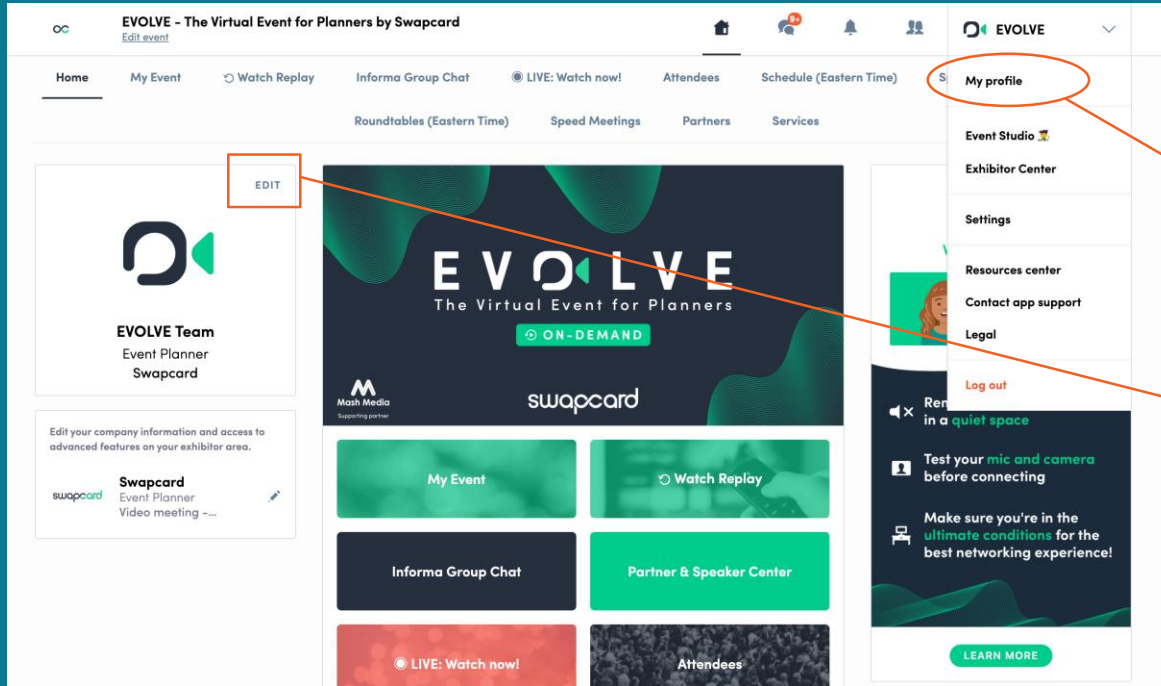 EVOLVE - The Virtual Event for Planners by Swapcard
Edit event
9+
EVOLVE
Home
My Event
Watch Replay
Informa Group Chat
LIVE: Watch now!
Attendees
Schedule (Eastern Time)
Roundtables (Eastern Time)
Speed Meetings
Partners
Services
My profile
Event Studio
Exhibitor Center
Settings
Resources center
Contact app support
Legal
Log out
EDIT
EVOLVE Team
Event Planner
Swapcard
Edit your company information and access to
advanced features on your exhibitor area.
swapcard
Swapcard
Event Planner
Video meeting -...
EVOLVE
The Virtual Event for Planners
ON-DEMAND
Mash Media
Supporting partner
swapcard
My Event
Watch Replay
Informa Group Chat
Partner & Speaker Center
LIVE: Watch now!
Attendees
in a quiet space
Test your mic and camera
before connecting
Make sure you're in the
ultimate conditions for the
best networking experience!
LEARN MORE